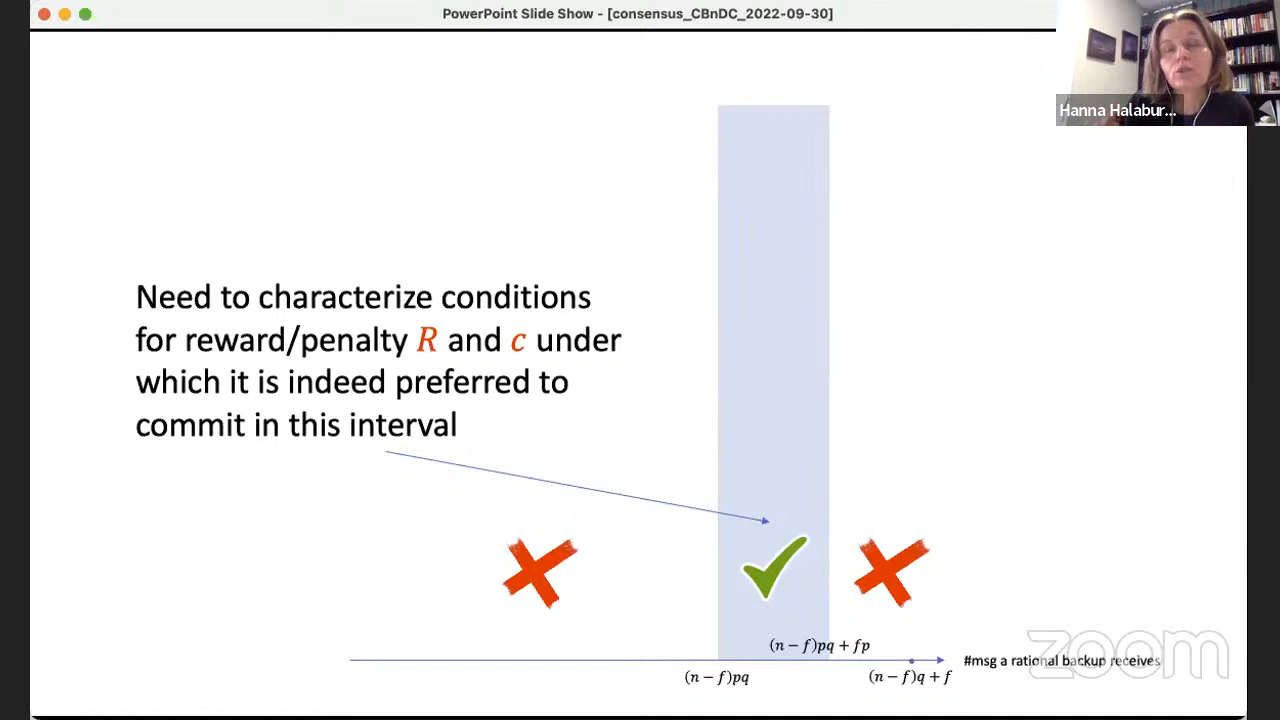 PowerPoint Slide Show - [consensus_CBnDC_2022-09-30]
Hanna Halabur...
Need to characterize conditions
for reward/penalty R and c under
which it is indeed preferred to
commit in this interval
(n − f)pq + fp
#msg a rational backup receives
(n − f)pq
(n − f)q + f
zoom